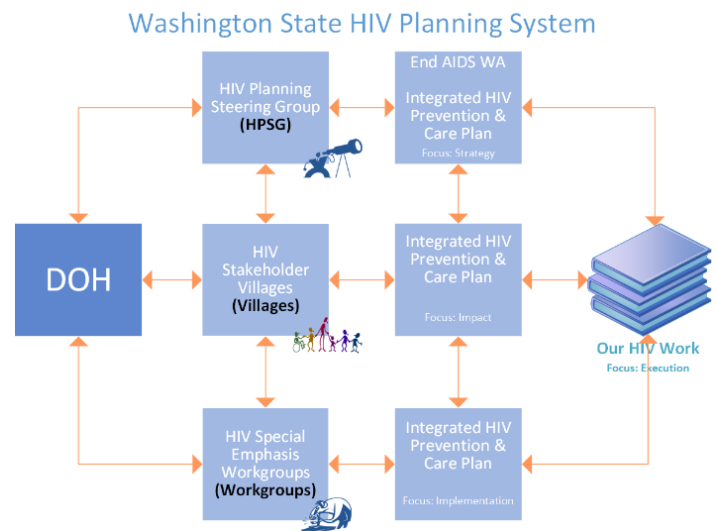 Washington State HIV Planning System
HIV Planning
Steering Group
(HPSG)
End AIDS WA
Integrated HIV
Prevention &
Care Plan
Focus: Strategy
DOH
HIV
Stakeholder
Villages
(Villages)
Integrated HIV
Prevention &
Care Plan
Focus: Impact
Our HIV Work
Focus: Execution
HIV Special
Emphasis
Workgroups
(Workgroups)
Integrated HIV
Prevention &
Care Plan
Focus: Implementation